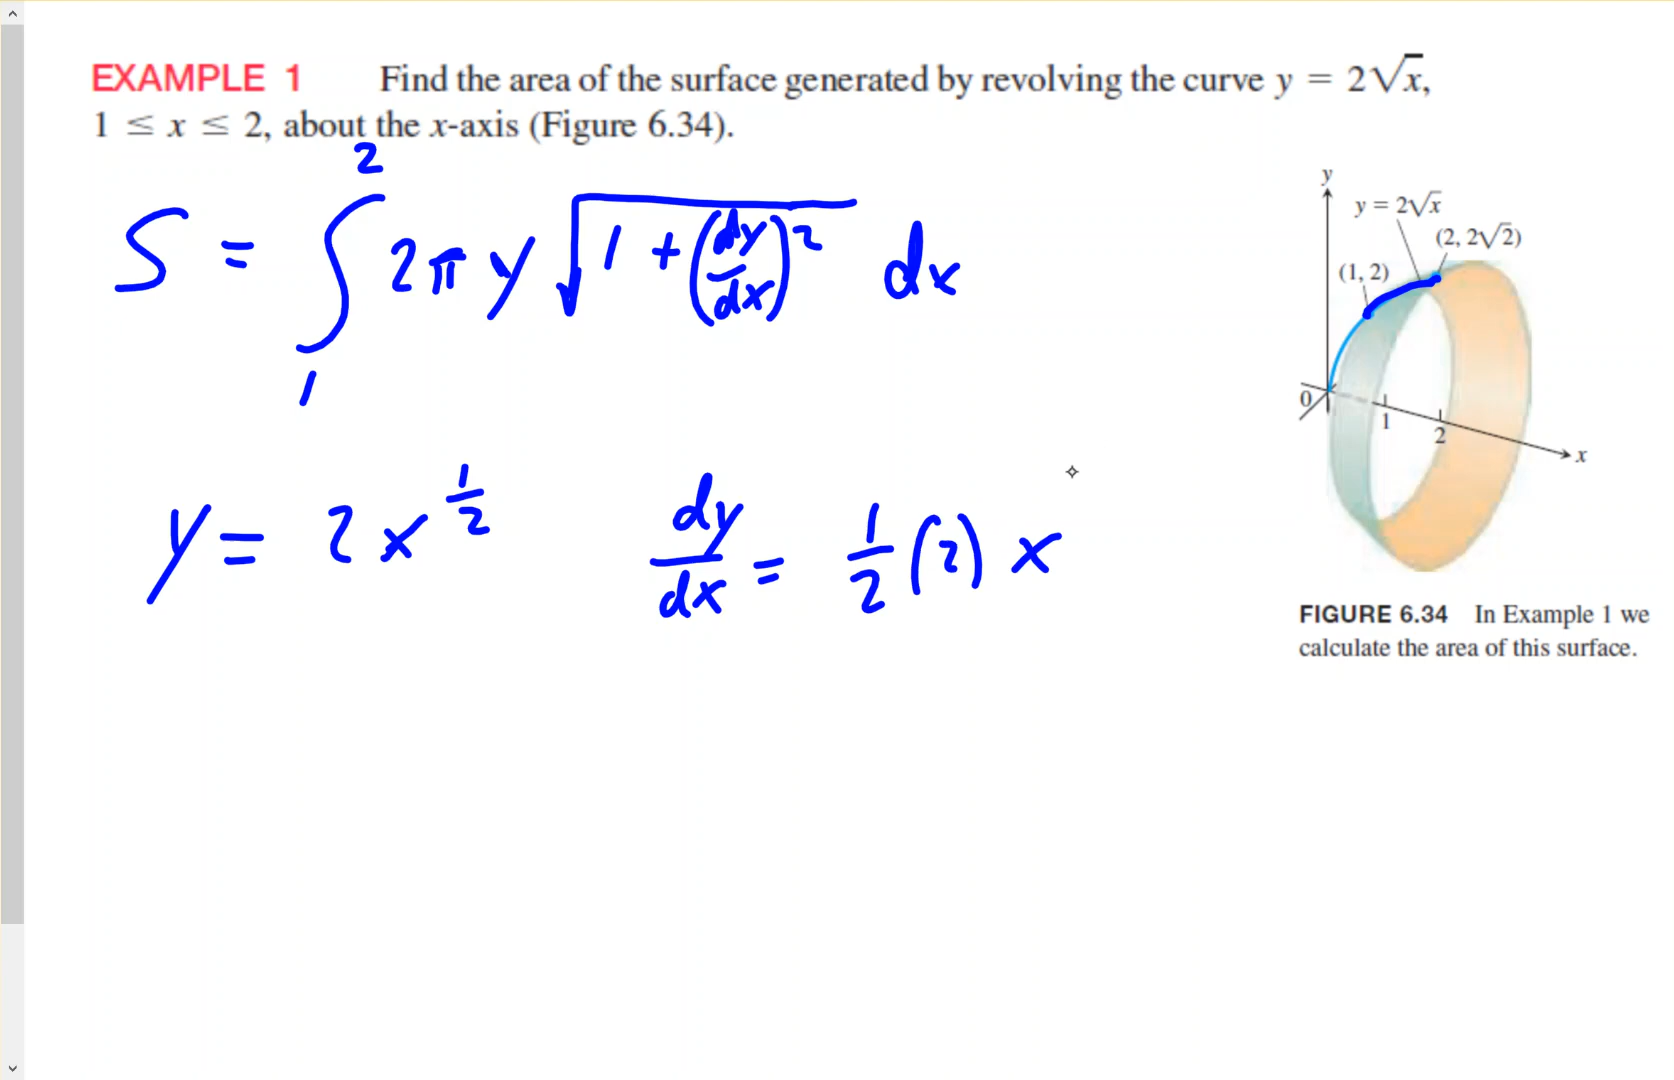 EXAMPLE 1 Find the area of the surface generated by revolving the curve y = 2√x,
1 ≤ x ≤ 2, about the x-axis (Figure 6.34).
S = ∫₁² 2π y √(1 + (dy/dx)²) dx
y = 2 x^(1/2)
dy/dx = 1/2 (2) x
y
y = 2√x
(2, 2√2)
(1, 2)
0
1
2
x
FIGURE 6.34 In Example 1 we
calculate the area of this surface.